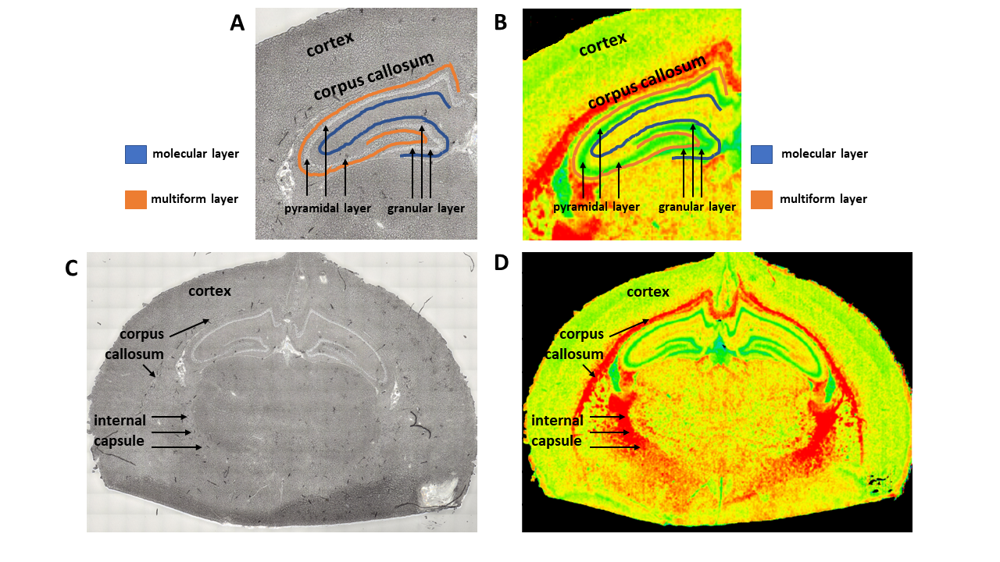 A
cortex
corpus callosum
molecular layer
multiform layer
pyramidal layer
granular layer
B
cortex
corpus callosum
pyramidal layer
granular layer
molecular layer
multiform layer
C
cortex
corpus
callosum
internal
capsule
D
cortex
corpus
callosum
internal
capsule